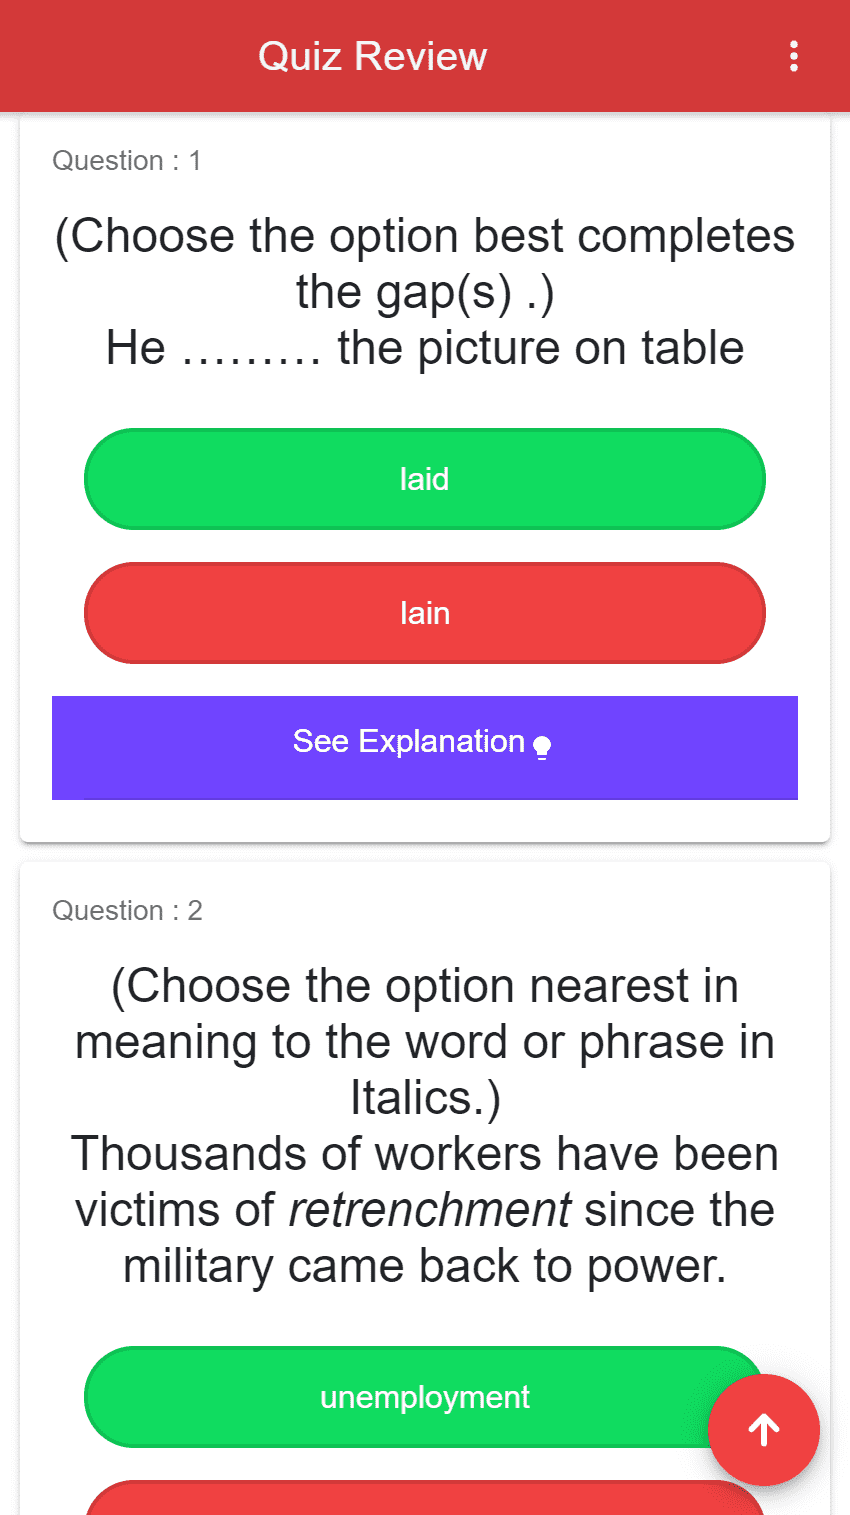 Quiz Review
Question : 1
(Choose the option best completes
the gap(s) .)
He ……… the picture on table
laid
lain
See Explanation
Question : 2
(Choose the option nearest in
meaning to the word or phrase in
Italics.)
Thousands of workers have been
victims of retrenchment since the
military came back to power.
unemployment